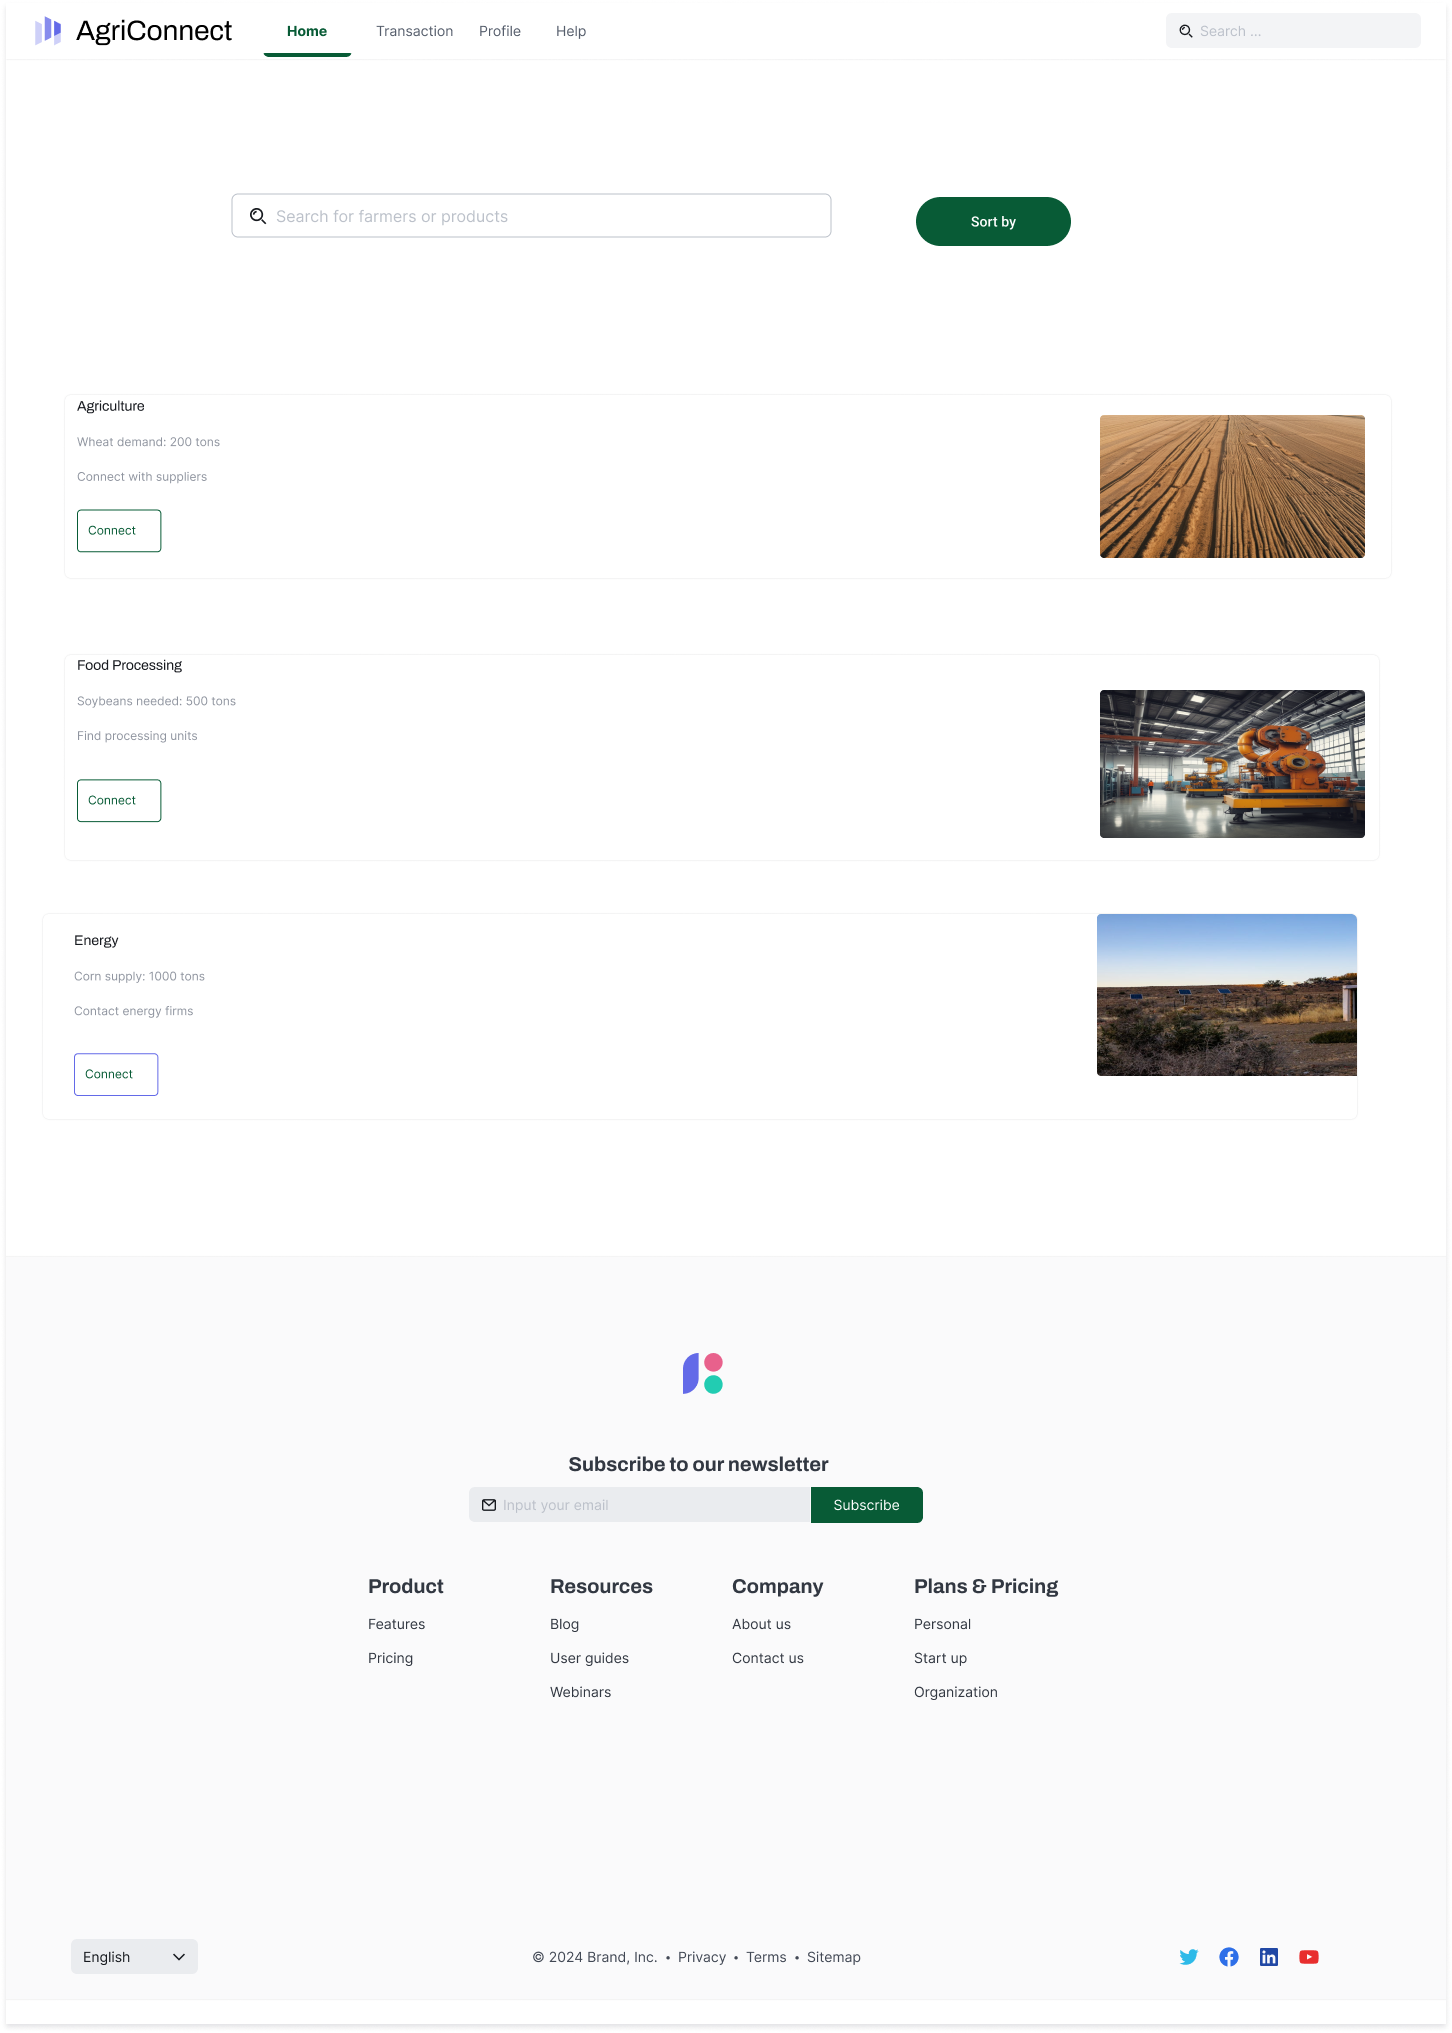 AgriConnect Home Transaction Profile Help Search ...
Search for farmers or products Sort by
Agriculture
Wheat demand: 200 tons
Connect with suppliers
Connect
Food Processing
Soybeans needed: 500 tons
Find processing units
Connect
Energy
Corn supply: 1000 tons
Contact energy firms
Connect
Subscribe to our newsletter
Input your email Subscribe
Product Resources Company Plans & Pricing
Features Blog About us Personal
Pricing User guides Contact us Start up
Webinars Organization
English © 2024 Brand, Inc. • Privacy • Terms • Sitemap